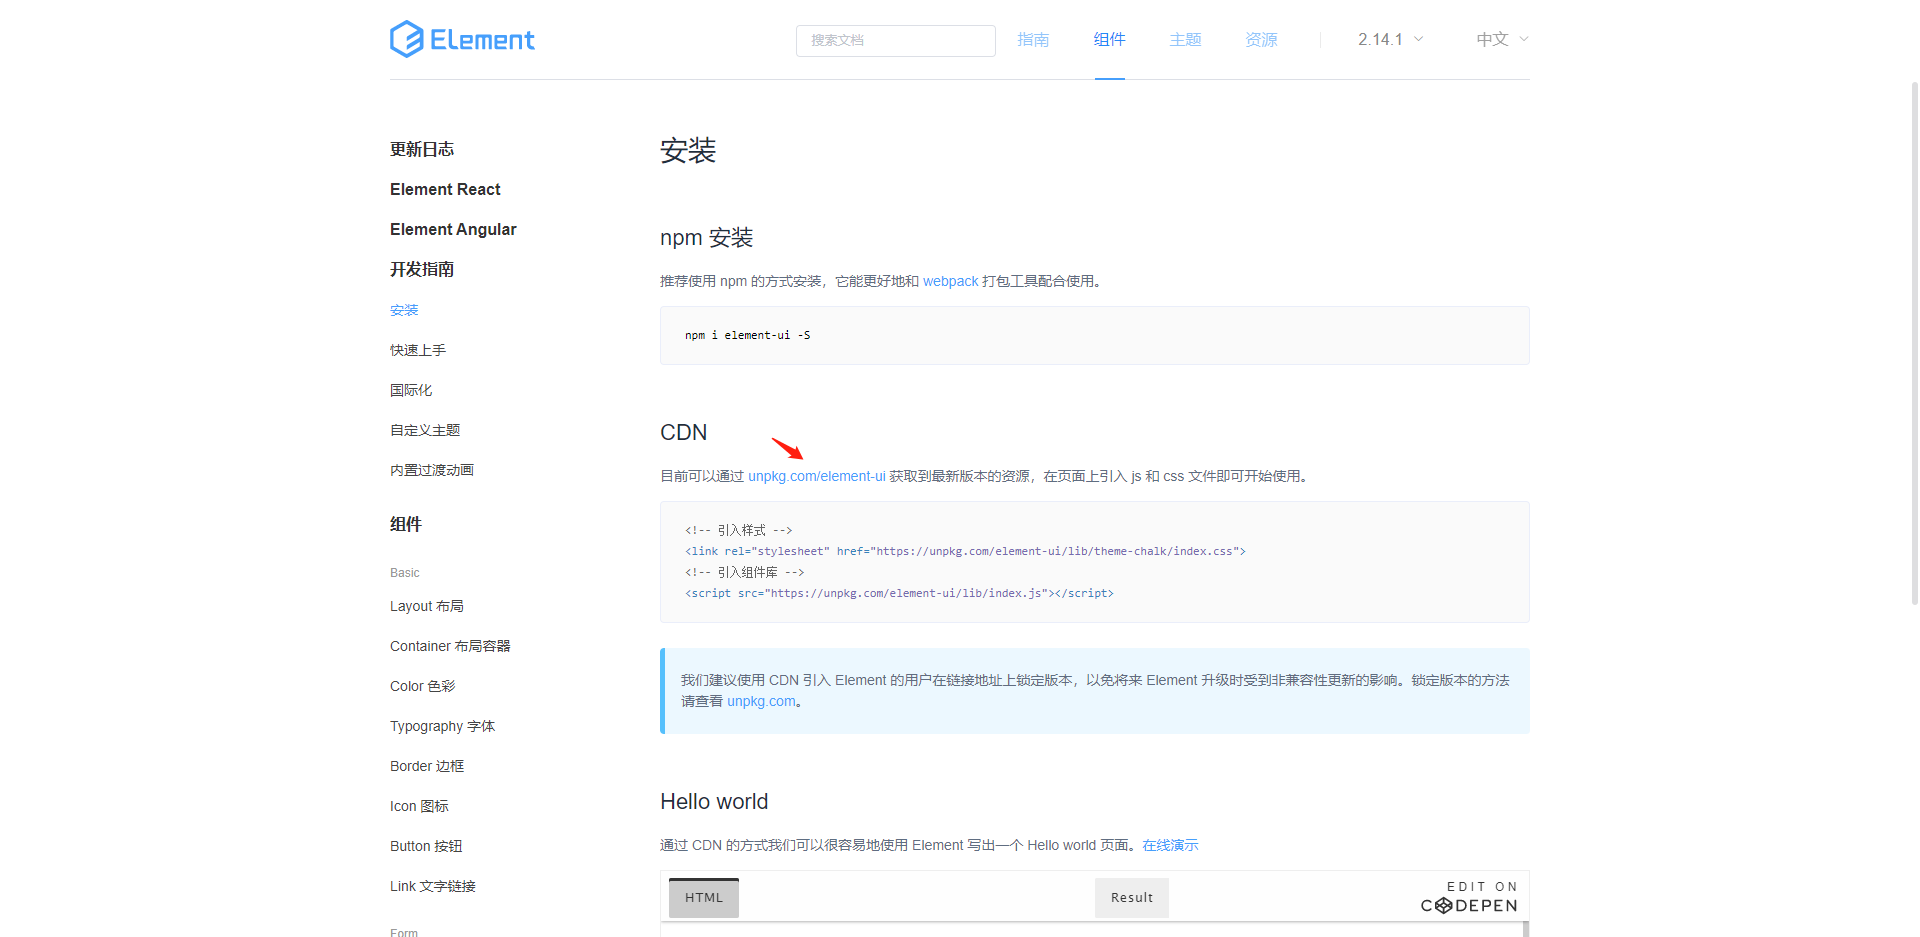 Element
搜索文档
指南
组件
主题
资源
2.14.1
中文
更新日志
Element React
Element Angular
开发指南
安装
快速上手
国际化
自定义主题
内置过渡动画
组件
Basic
Layout 布局
Container 布局容器
Color 色彩
Typography 字体
Border 边框
Icon 图标
Button 按钮
Link 文字链接
Form
安装
npm 安装
推荐使用 npm 的方式安装，它能更好地和 webpack 打包工具配合使用。
npm i element-ui -S
CDN
目前可以通过 unpkg.com/element-ui 获取到最新版本的资源，在页面上引入 js 和 css 文件即可开始使用。
<!-- 引入样式 -->
<link rel="stylesheet" href="https://unpkg.com/element-ui/lib/theme-chalk/index.css">
<!-- 引入组件库 -->
<script src="https://unpkg.com/element-ui/lib/index.js"></script>
我们建议使用 CDN 引入 Element 的用户在链接地址上锁定版本，以免将来 Element 升级时受到非兼容性更新的影响。锁定版本的方法
请查看 unpkg.com。
Hello world
通过 CDN 的方式我们可以很容易地使用 Element 写出一个 Hello world 页面。在线演示
HTML
Result
EDIT ON
CODEPEN